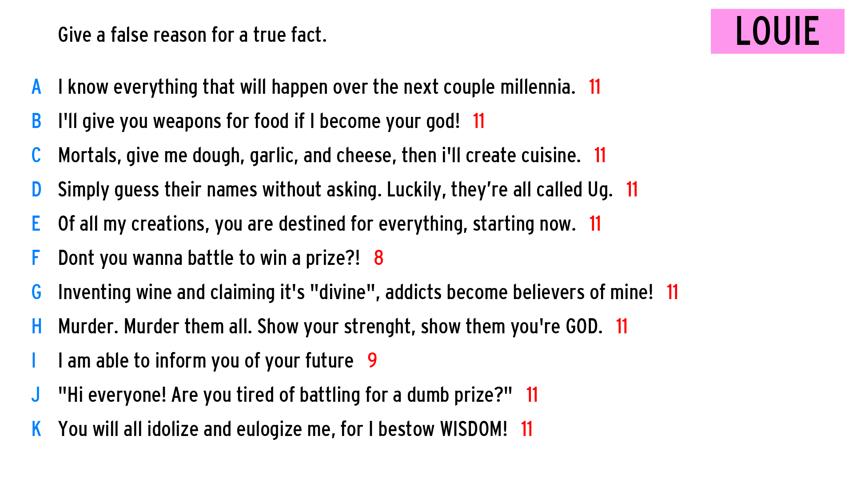 Give a false reason for a true fact.
LOUIE
A I know everything that will happen over the next couple millennia. 11
B I'll give you weapons for food if I become your god! 11
C Mortals, give me dough, garlic, and cheese, then i'll create cuisine. 11
D Simply guess their names without asking. Luckily, they’re all called Ug. 11
E Of all my creations, you are destined for everything, starting now. 11
F Dont you wanna battle to win a prize?! 8
G Inventing wine and claiming it's "divine", addicts become believers of mine! 11
H Murder. Murder them all. Show your strenght, show them you're GOD. 11
I I am able to inform you of your future 9
J "Hi everyone! Are you tired of battling for a dumb prize?" 11
K You will all idolize and eulogize me, for I bestow WISDOM! 11